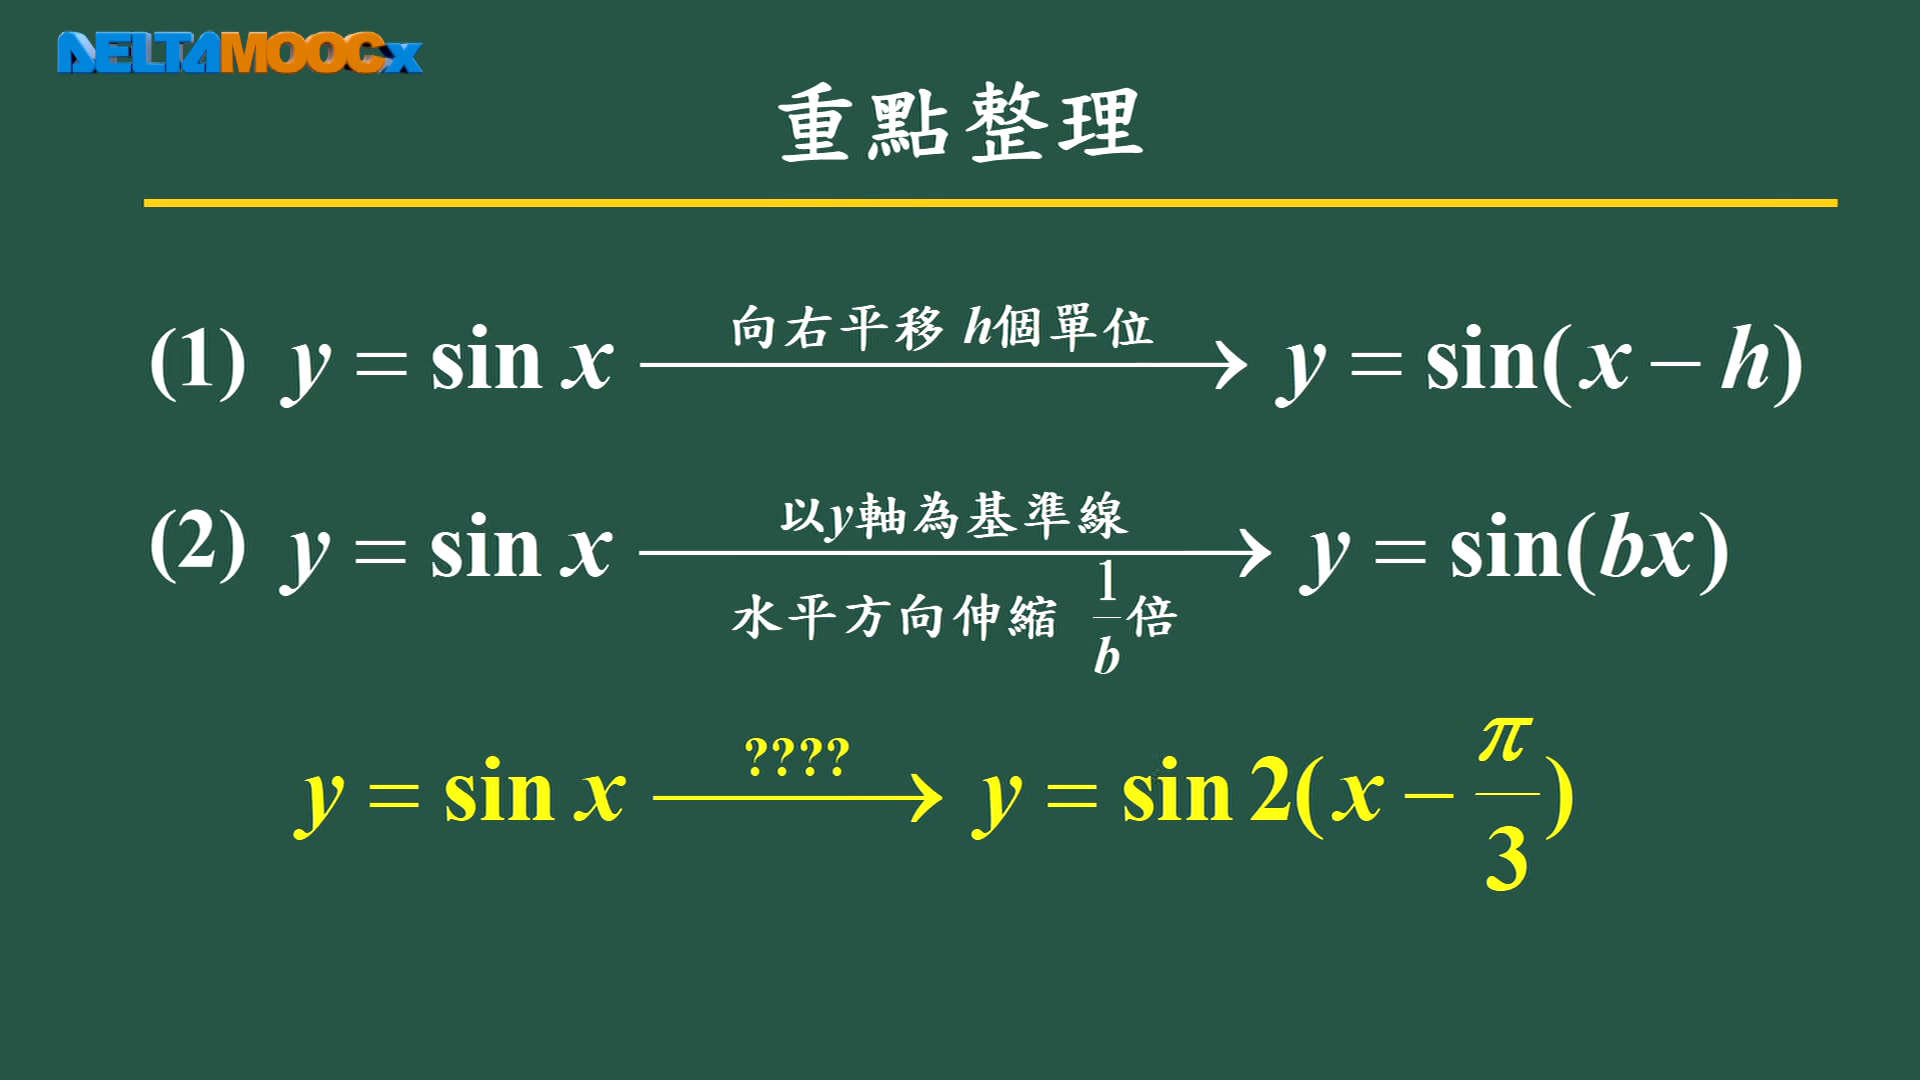 DELTAMOOCx
重點整理
(1) y = sin x 向右平移 h個單位 → y = sin(x − h)
(2) y = sin x 以y軸為基準線 → y = sin(bx)
水平方向伸縮 1/b 倍
y = sin x ???? → y = sin 2(x − π/3)